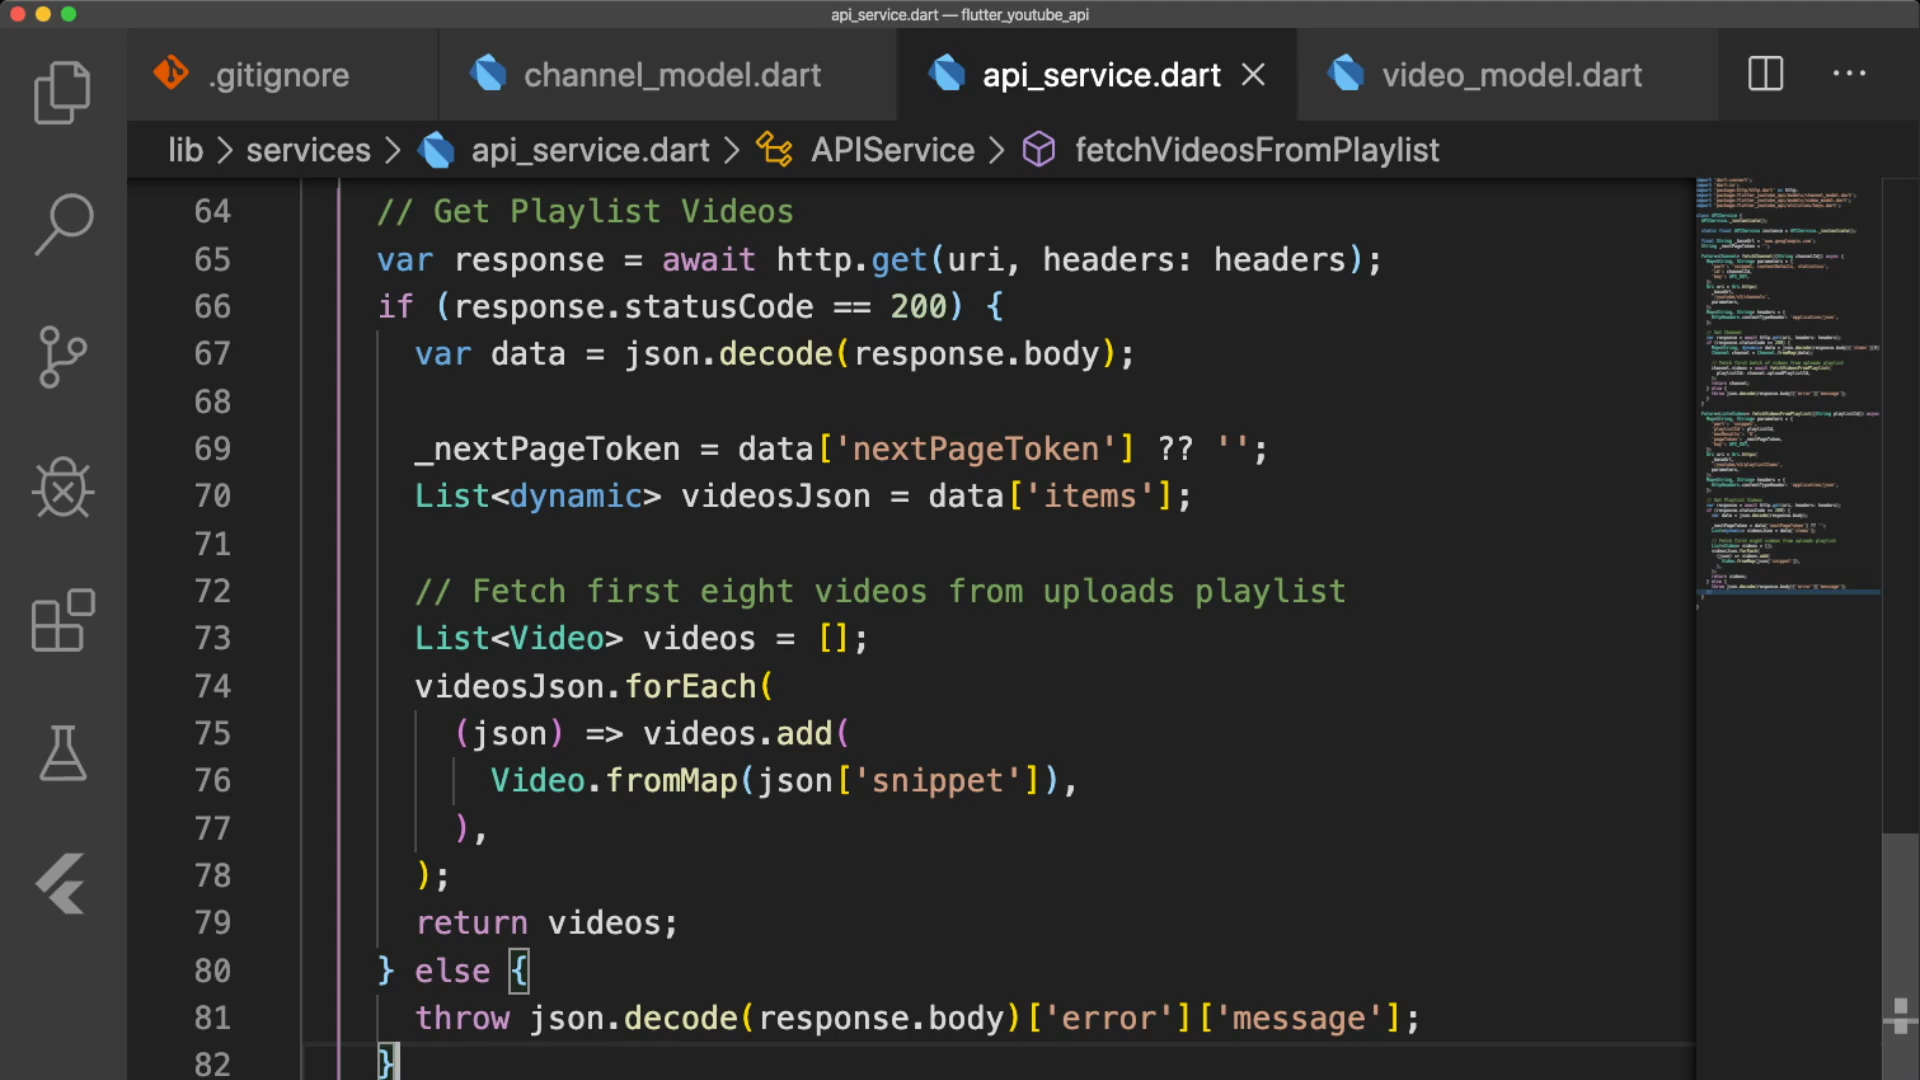 api_service.dart — flutter_youtube_api
.gitignore
channel_model.dart
api_service.dart
video_model.dart
lib > services > api_service.dart > APIService > fetchVideosFromPlaylist
64 // Get Playlist Videos
65 var response = await http.get(uri, headers: headers);
66 if (response.statusCode == 200) {
67 var data = json.decode(response.body);
68
69 _nextPageToken = data['nextPageToken'] ?? '';
70 List<dynamic> videosJson = data['items'];
71
72 // Fetch first eight videos from uploads playlist
73 List<Video> videos = [];
74 videosJson.forEach(
75 (json) => videos.add(
76 Video.fromMap(json['snippet']),
77 ),
78 );
79 return videos;
80 } else {
81 throw json.decode(response.body)['error']['message'];
82 }